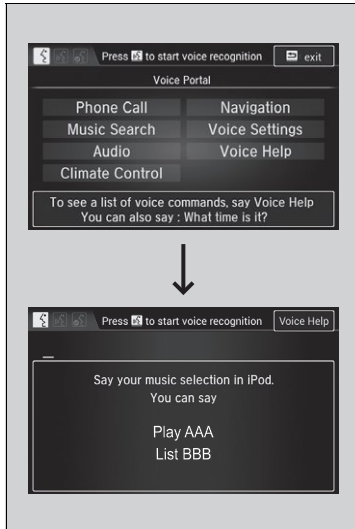 Press to start voice recognition exit
Voice Portal
Phone Call Navigation
Music Search Voice Settings
Audio Voice Help
Climate Control
To see a list of voice commands, say Voice Help
You can also say : What time is it?
Press to start voice recognition Voice Help
Say your music selection in iPod.
You can say
Play AAA
List BBB